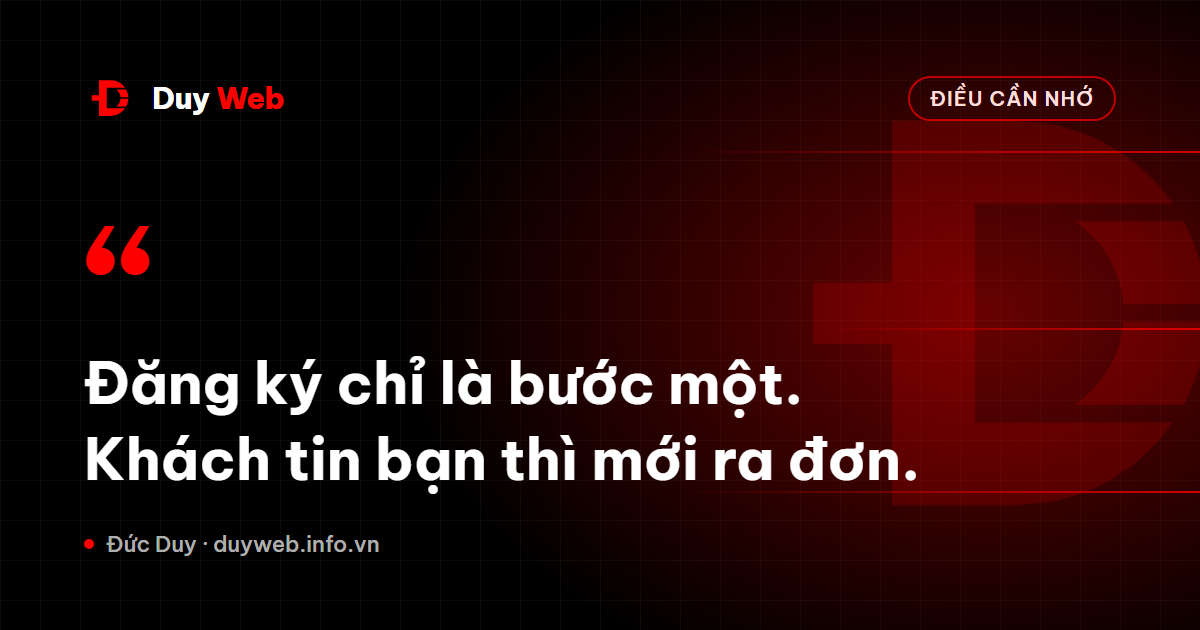 Duy Web
ĐIỀU CẦN NHỚ
“
Đăng ký chỉ là bước một.
Khách tin bạn thì mới ra đơn.
Đức Duy · duyweb.info.vn